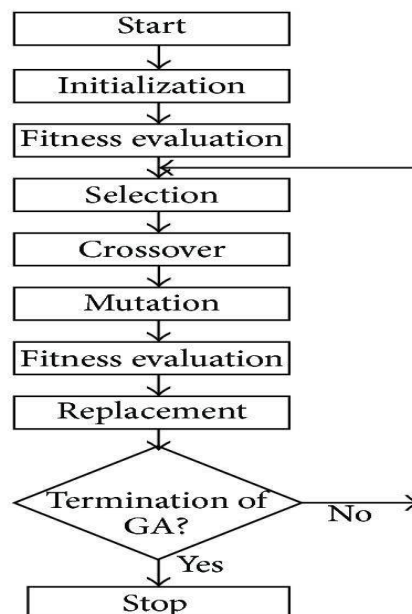 Start
Initialization
Fitness evaluation
Selection
Crossover
Mutation
Fitness evaluation
Replacement
Termination of
GA?
No
Yes
Stop